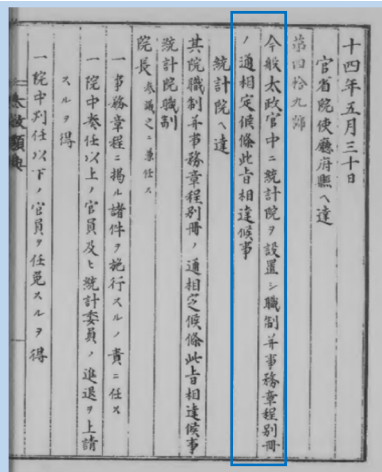 十四年五月三十日
官省院使廳府縣ヘ達
第四拾九號
今般太政官中ニ統計院ヲ設置シ職制并事務章程別冊
ノ通相定候條此旨相達候事
統計院ヘ達
其院職制并事務章程別冊ノ通相定候條此旨相達候事
統計院職制
院長 参議之ニ兼任ス
一事務章程ニ掲ル諸件ヲ施行スルノ責ニ任ス
一院中奏任以上ノ官員及ヒ統計委員ノ進退ヲ上請
スルヲ得
一院中判任以下ノ官員ヲ任免スルヲ得